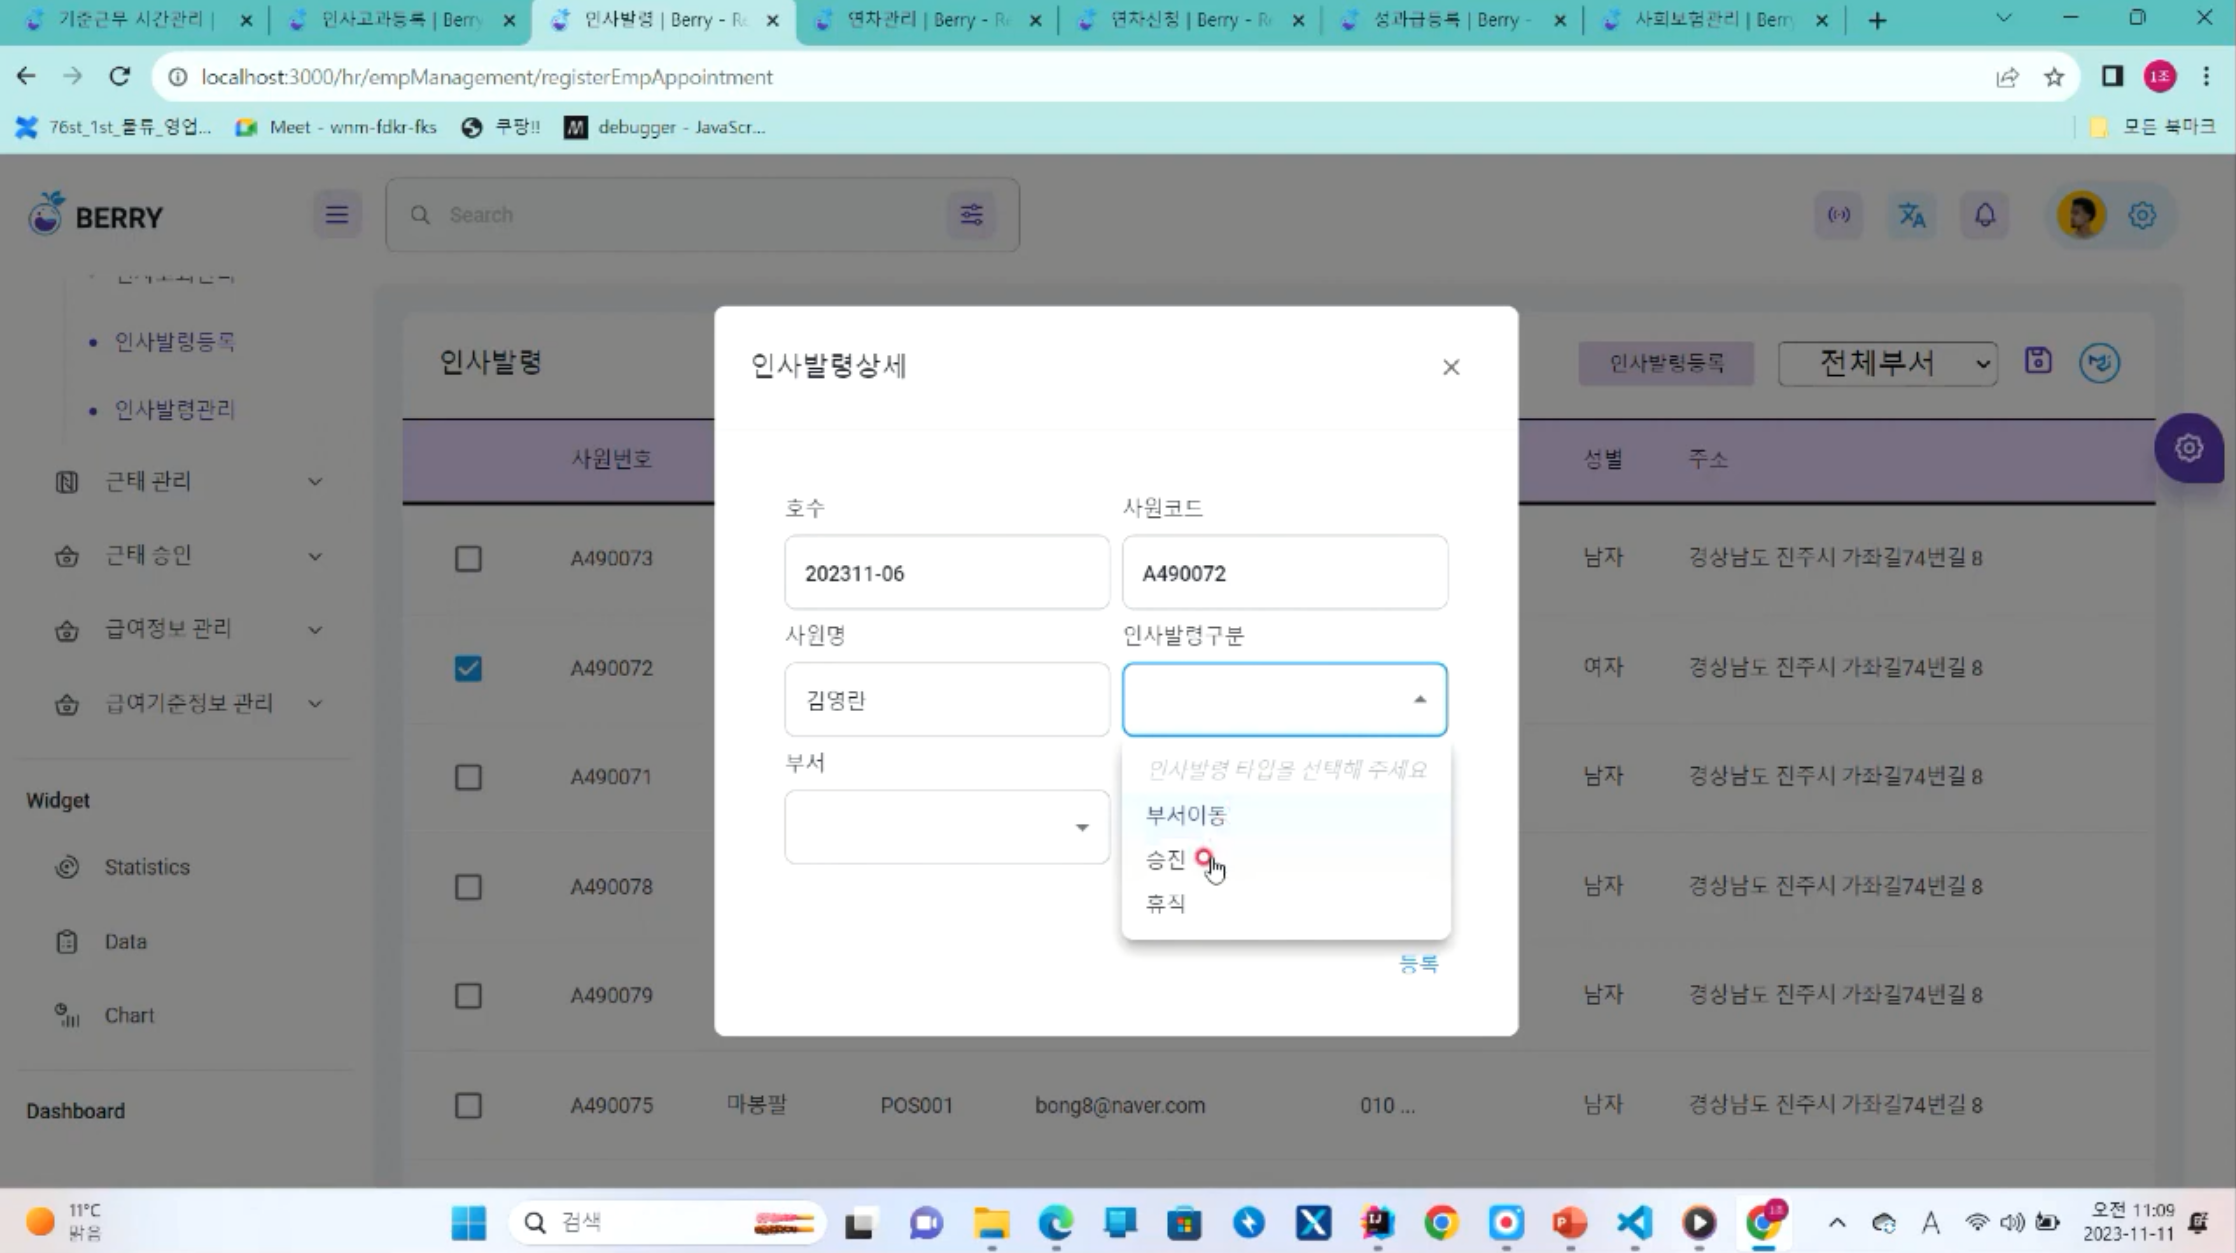 기준근무 시간관리 |
인사고과등록 | Berry
인사발령 | Berry - Re
연차관리 | Berry - Re
연차신청 | Berry - Re
성과급등록 | Berry -
사회보험관리 | Berr
localhost:3000/hr/empManagement/registerEmpAppointment
1조
76st_1st_물류_영업...
Meet - wnm-fdkr-fks
쿠팡!!
debugger - JavaScr...
모든 북마크
BERRY
Search
인사발령등록
인사발령관리
근태 관리
근태 승인
급여정보 관리
급여기준정보 관리
Widget
Statistics
Data
Chart
Dashboard
인사발령
인사발령등록
전체부서
사원번호
성별
주소
A490073
남자
경상남도 진주시 가좌길74번길 8
A490072
여자
경상남도 진주시 가좌길74번길 8
A490071
남자
경상남도 진주시 가좌길74번길 8
A490078
남자
경상남도 진주시 가좌길74번길 8
A490079
남자
경상남도 진주시 가좌길74번길 8
A490075
마봉팔
POS001
bong8@naver.com
010 ...
남자
경상남도 진주시 가좌길74번길 8
인사발령상세
호수
사원코드
202311-06
A490072
사원명
인사발령구분
김영란
부서
인사발령 타입을 선택해 주세요
부서이동
승진
휴직
등록
11°C
맑음
검색
A
오전 11:09
2023-11-11